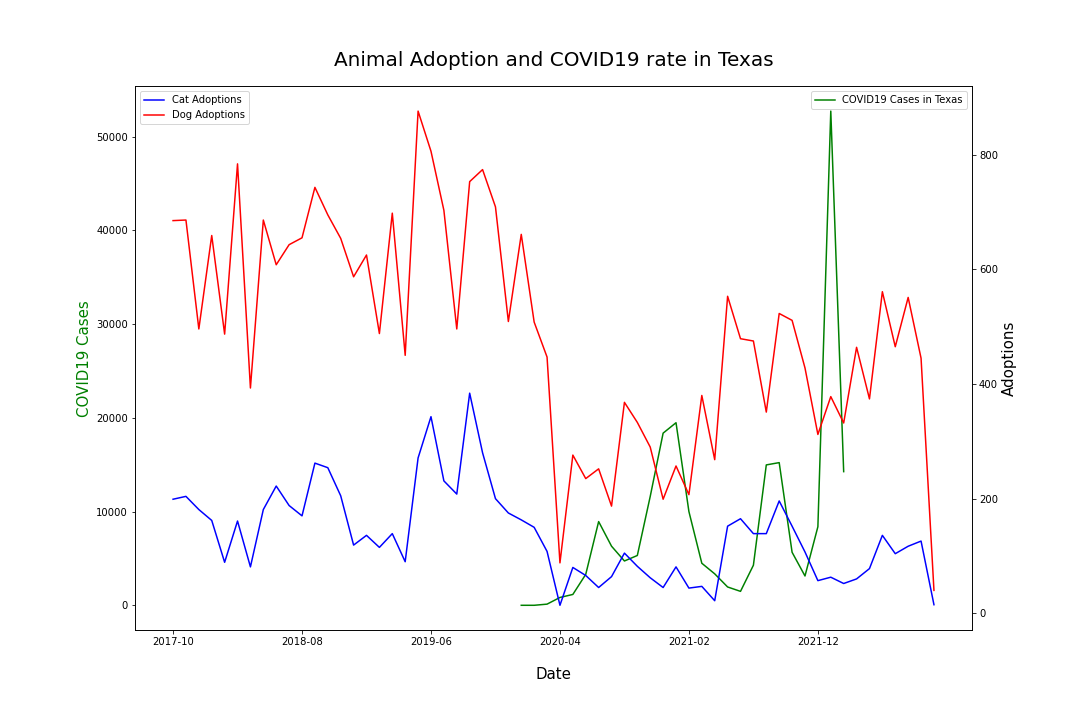 Animal Adoption and COVID19 rate in Texas
Cat Adoptions
Dog Adoptions
COVID19 Cases in Texas
50000
40000
30000
20000
10000
0
COVID19 Cases
800
600
400
200
0
Adoptions
2017-10
2018-08
2019-06
2020-04
2021-02
2021-12
Date